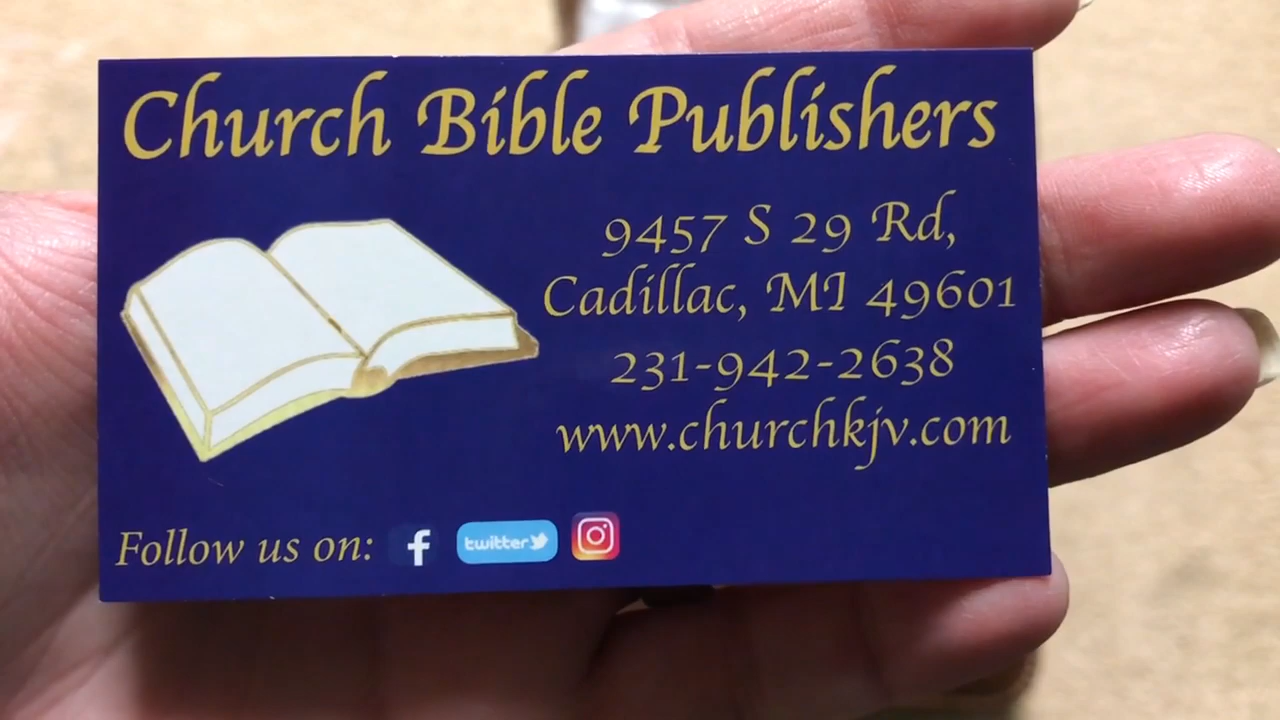 Church Bible Publishers
9457 S 29 Rd,
Cadillac, MI 49601
231-942-2638
www.churchkjv.com
Follow us on:
twitter